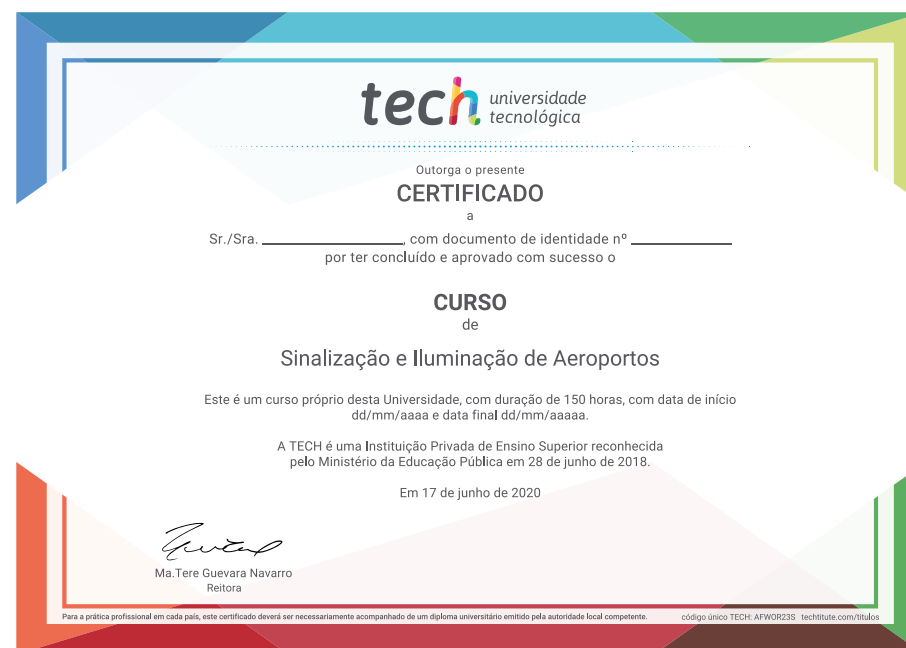 tech universidade
tecnológica
Outorga o presente
CERTIFICADO
a
Sr./Sra. ____________________, com documento de identidade nº ______________
por ter concluído e aprovado com sucesso o
CURSO
de
Sinalização e Iluminação de Aeroportos
Este é um curso próprio desta Universidade, com duração de 150 horas, com data de início
dd/mm/aaaa e data final dd/mm/aaaaa.
A TECH é uma Instituição Privada de Ensino Superior reconhecida
pelo Ministério da Educação Pública em 28 de junho de 2018.
Em 17 de junho de 2020
Ma.Tere Guevara Navarro
Reitora
Para a prática profissional em cada país, este certificado deverá ser necessariamente acompanhado de um diploma universitário emitido pela autoridade local competente. código único TECH: AFWOR23S techtitute.com/titulos